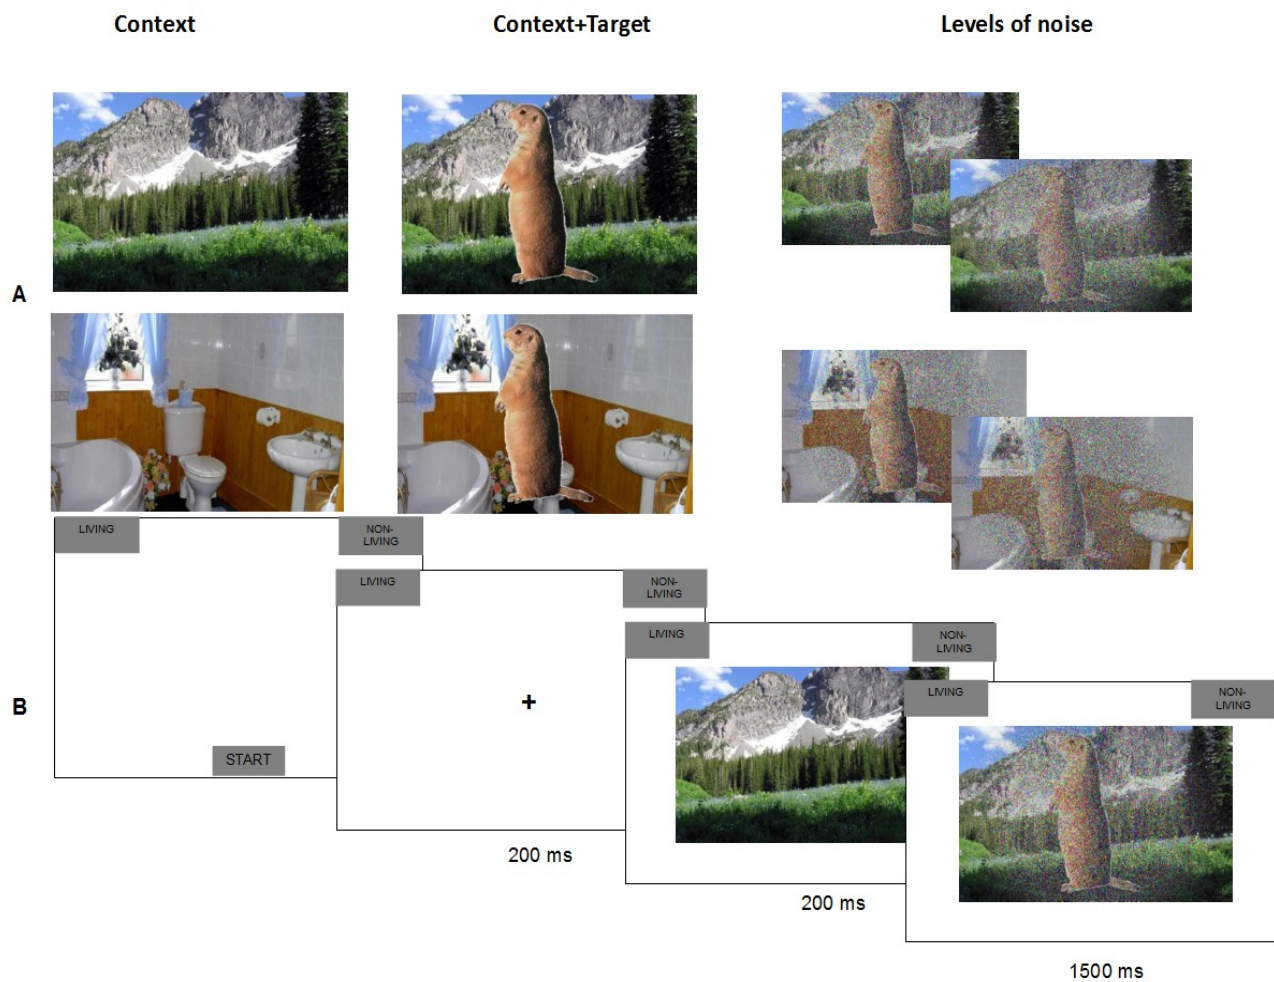 Context
Context+Target
Levels of noise
A
LIVING
NON-
LIVING
LIVING
NON-
LIVING
LIVING
NON-
LIVING
LIVING
NON-
LIVING
B
+
START
200 ms
200 ms
1500 ms